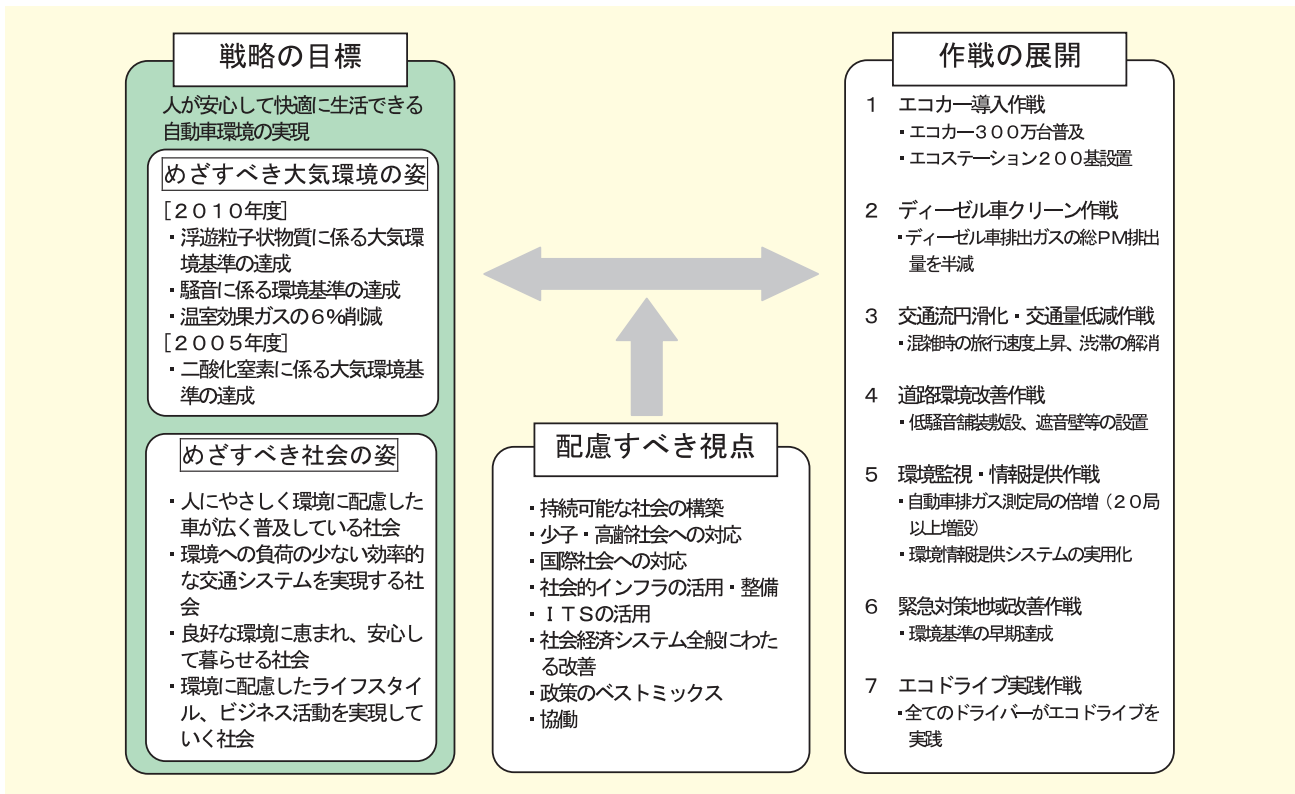 戦略の目標
人が安心して快適に生活できる
自動車環境の実現
めざすべき大気環境の姿
[２０１０年度]
・浮遊粒子状物質に係る大気環
境基準の達成
・騒音に係る環境基準の達成
・温室効果ガスの６％削減
[２００５年度]
・二酸化窒素に係る大気環境基
準の達成
めざすべき社会の姿
・人にやさしく環境に配慮した
車が広く普及している社会
・環境への負荷の少ない効率的
な交通システムを実現する社
会
・良好な環境に恵まれ、安心し
て暮らせる社会
・環境に配慮したライフスタイ
ル、ビジネス活動を実現して
いく社会
配慮すべき視点
・持続可能な社会の構築
・少子・高齢社会への対応
・国際社会への対応
・社会的インフラの活用・整備
・ＩＴＳの活用
・社会経済システム全般にわた
る改善
・政策のベストミックス
・協働
作戦の展開
１　エコカー導入作戦
・エコカー３００万台普及
・エコステーション２００基設置
２　ディーゼル車クリーン作戦
・ディーゼル車排出ガスの総ＰＭ排出
量を半減
３　交通流円滑化・交通量低減作戦
・混雑時の旅行速度上昇、渋滞の解消
４　道路環境改善作戦
・低騒音舗装敷設、遮音壁等の設置
５　環境監視・情報提供作戦
・自動車排ガス測定局の倍増（２０局
以上増設）
・環境情報提供システムの実用化
６　緊急対策地域改善作戦
・環境基準の早期達成
７　エコドライブ実践作戦
・全てのドライバーがエコドライブを
実践